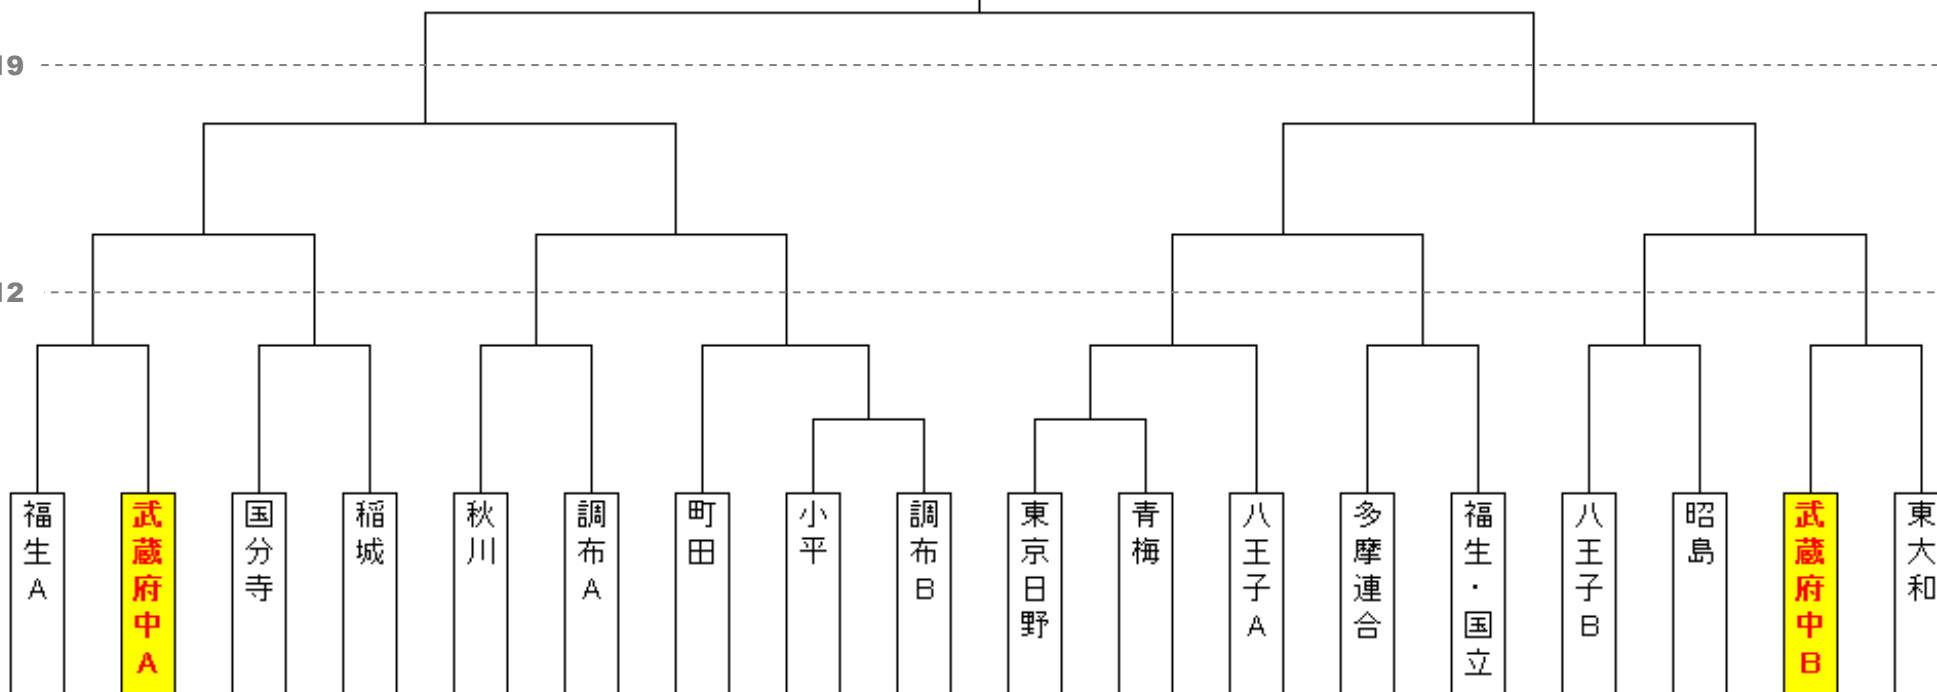 19
12
福生A
武蔵府中A
国分寺
稲城
秋川
調布A
町田
小平
調布B
東京日野
青梅
八王子A
多摩連合
福生・国立
八王子B
昭島
武蔵府中B
東大和